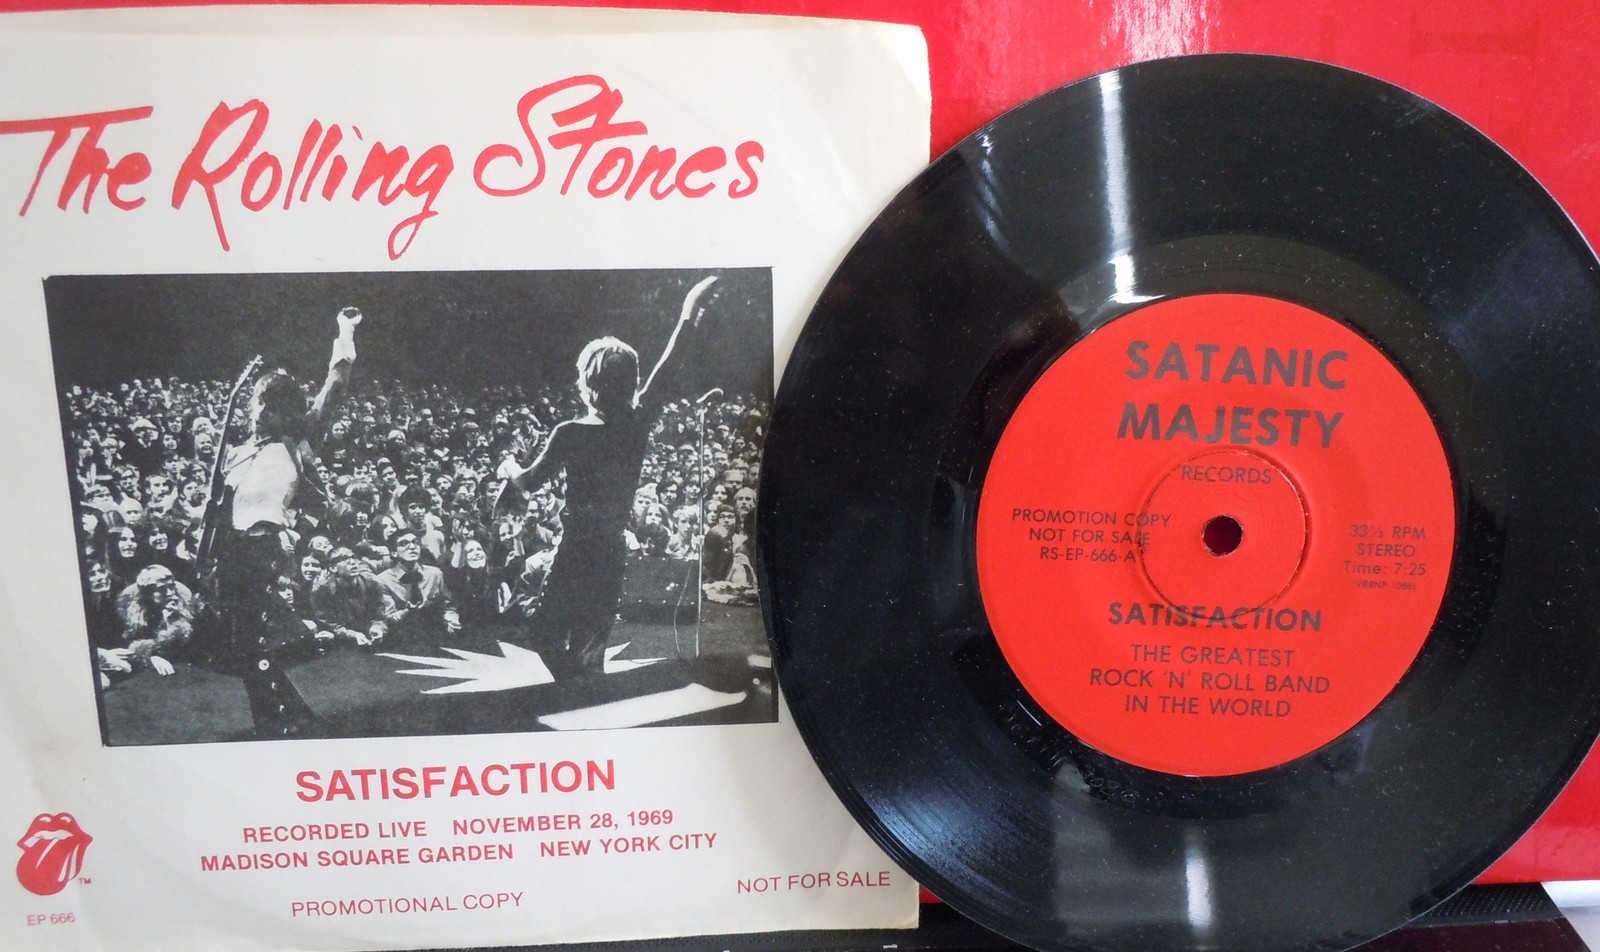 The Rolling Stones
SATISFACTION
RECORDED LIVE NOVEMBER 28, 1969
MADISON SQUARE GARDEN NEW YORK CITY
PROMOTIONAL COPY
NOT FOR SALE
TM
EP 666
SATANIC
MAJESTY
RECORDS
PROMOTION COPY
NOT FOR SALE
RS-EP-666-A
33⅓ RPM
STEREO
Time: 7:25
SATISFACTION
THE GREATEST
ROCK 'N' ROLL BAND
IN THE WORLD